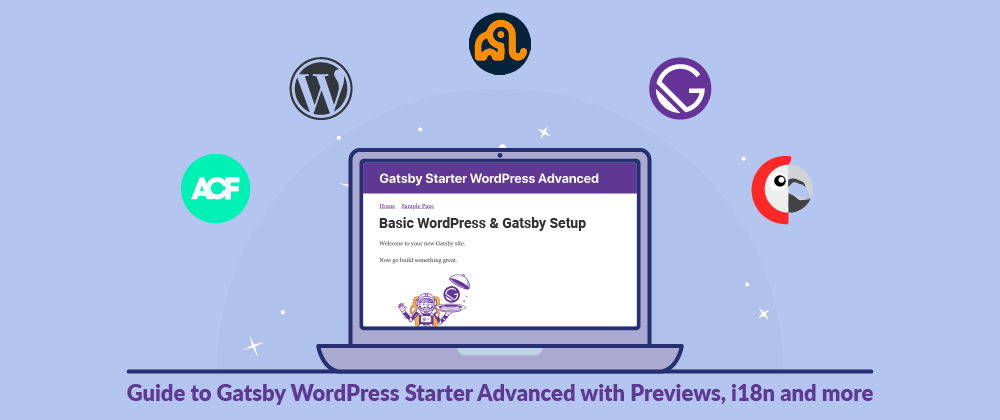 ACF
W
G
Gatsby Starter WordPress Advanced
Home Sample Page
Basic WordPress & Gatsby Setup
Welcome to your new Gatsby site.
Now go build something great.
Guide to Gatsby WordPress Starter Advanced with Previews, i18n and more